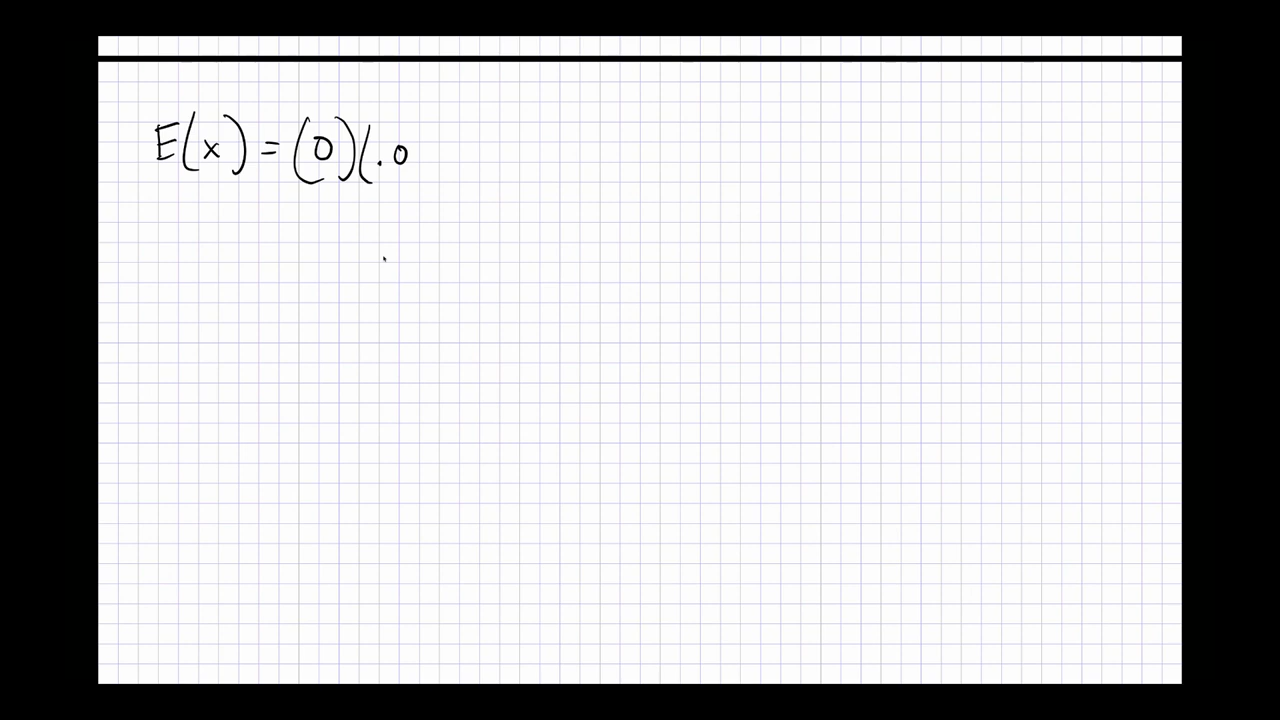 E(x) = (0)(.0